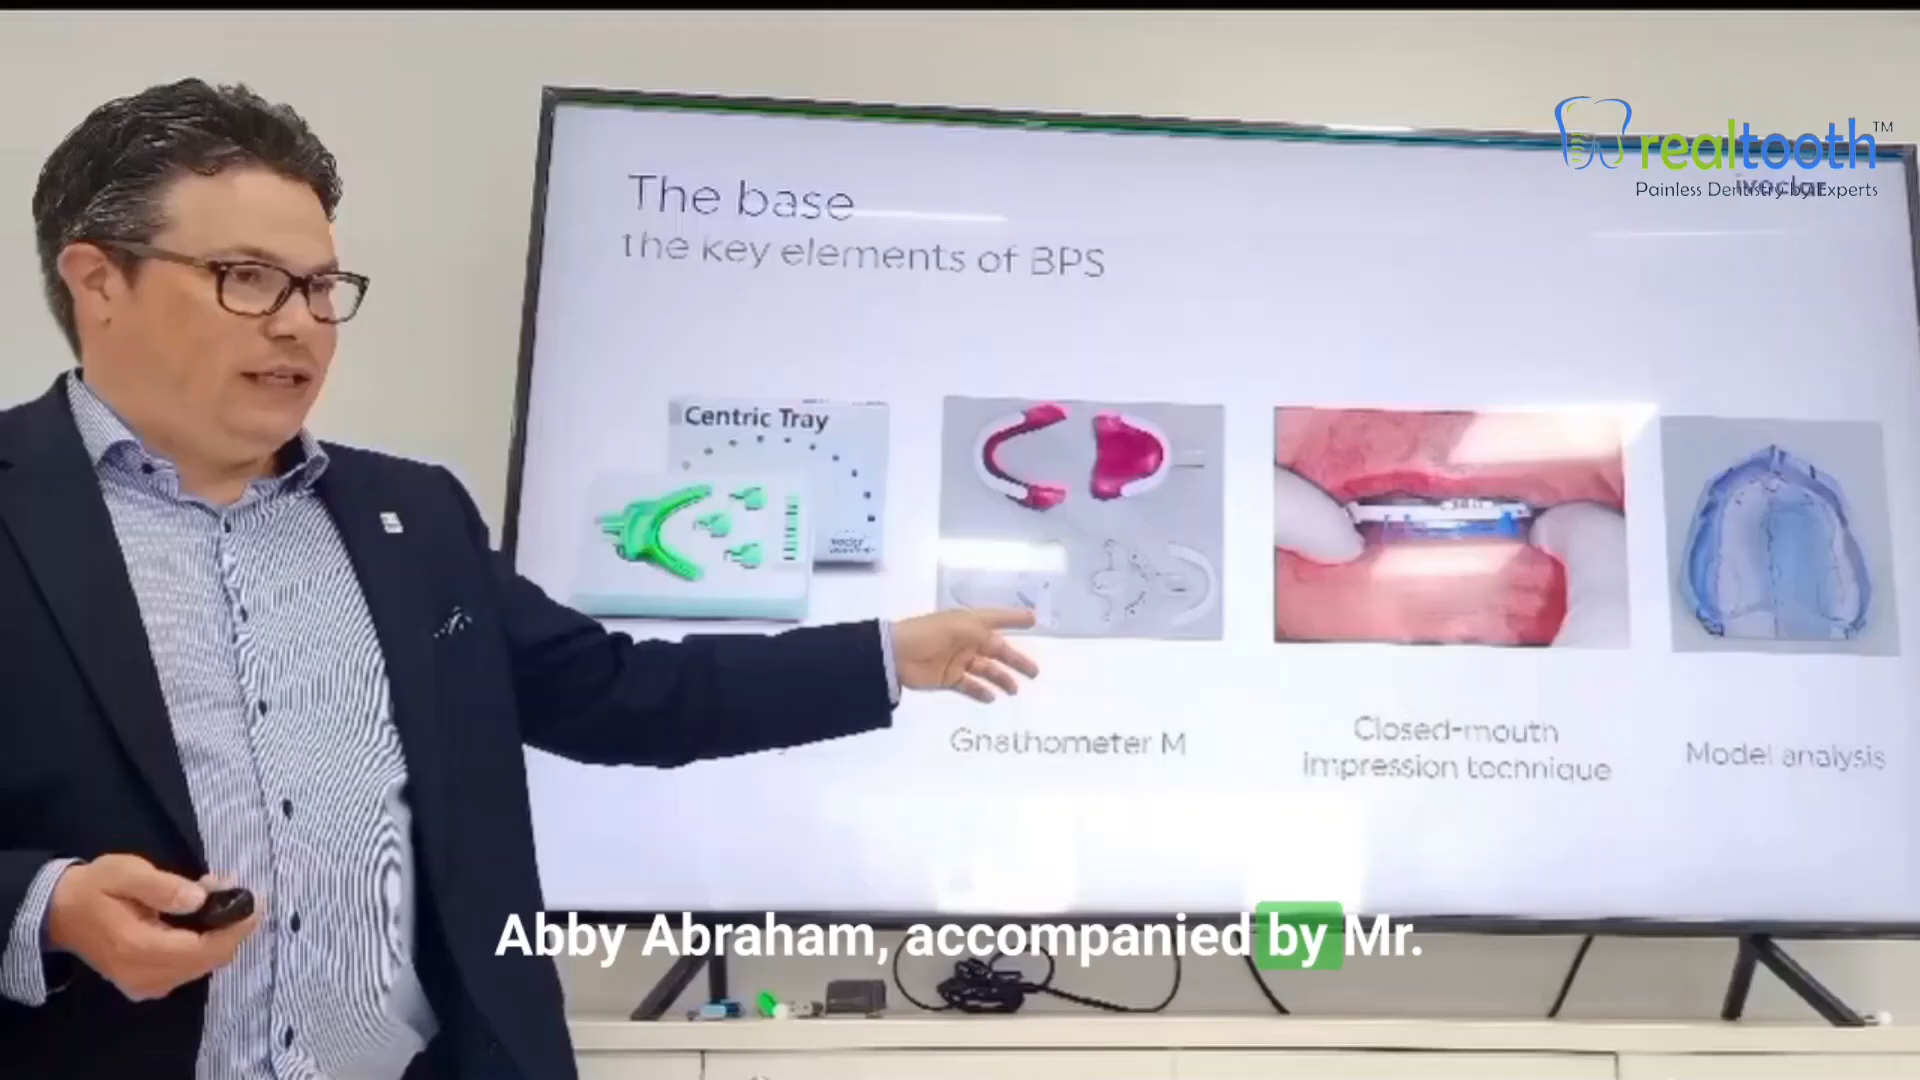 realtooth™
Painless Dentistry by Experts
ivoclar
The base
the key elements of BPS
Centric Tray
Gnathometer M
Closed-mouth
impression technique
Model analysis
Abby Abraham, accompanied by Mr.